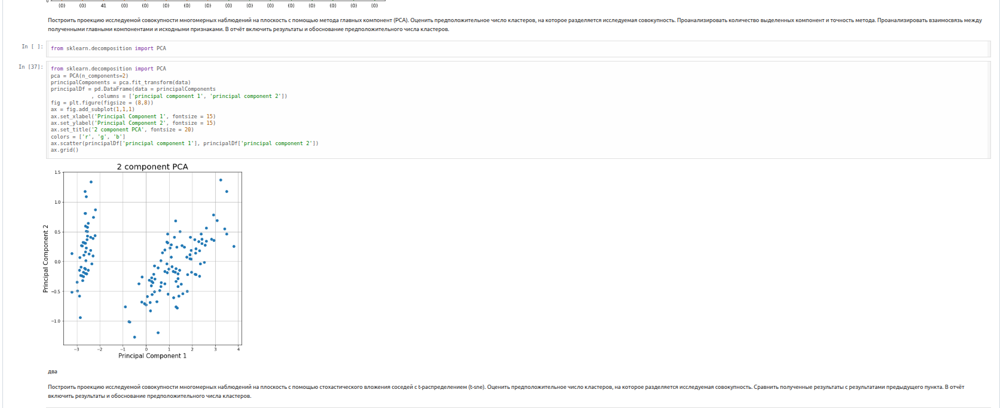 0
(0) (0) 41 (0) (0) (0) (0) (0) (0) (0) (0) (0) (0) (0) (0) (0)
Построить проекцию исследуемой совокупности многомерных наблюдений на плоскость с помощью метода главных компонент (PCA). Оценить предположительное число кластеров, на которое разделяется исследуемая совокупность. Проанализировать количество выделенных компонент и точность метода. Проанализировать взаимосвязь между
полученными главными компонентами и исходными признаками. В отчёт включить результаты и обоснование предположительного числа кластеров.
In [ ]: from sklearn.decomposition import PCA
In [37]: from sklearn.decomposition import PCA
pca = PCA(n_components=2)
principalComponents = pca.fit_transform(data)
principalDf = pd.DataFrame(data = principalComponents
, columns = ['principal component 1', 'principal component 2'])
fig = plt.figure(figsize = (8,8))
ax = fig.add_subplot(1,1,1)
ax.set_xlabel('Principal Component 1', fontsize = 15)
ax.set_ylabel('Principal Component 2', fontsize = 15)
ax.set_title('2 component PCA', fontsize = 20)
colors = ['r', 'g', 'b']
ax.scatter(principalDf['principal component 1'], principalDf['principal component 2'])
ax.grid()
2 component PCA
1.5
1.0
0.5
0.0
−0.5
−1.0
Principal Component 2
−3 −2 −1 0 1 2 3 4
Principal Component 1
два
Построить проекцию исследуемой совокупности многомерных наблюдений на плоскость с помощью стохастического вложения соседей с t-распределением (t-sne). Оценить предположительное число кластеров, на которое разделяется исследуемая совокупность. Сравнить полученные результаты с результатами предыдущего пункта. В отчёт
включить результаты и обоснование предположительного числа кластеров.